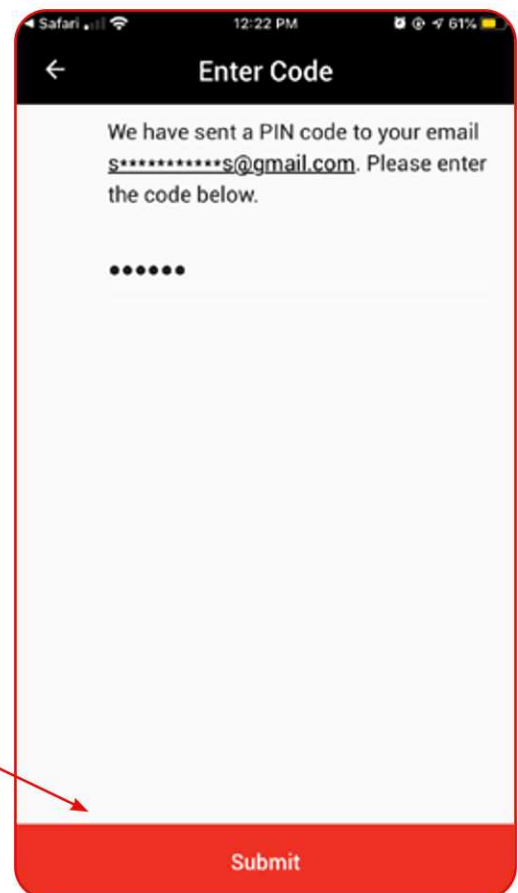 Safari 12:22 PM 61%
Enter Code
We have sent a PIN code to your email
s***********s@gmail.com. Please enter
the code below.
••••••
Submit